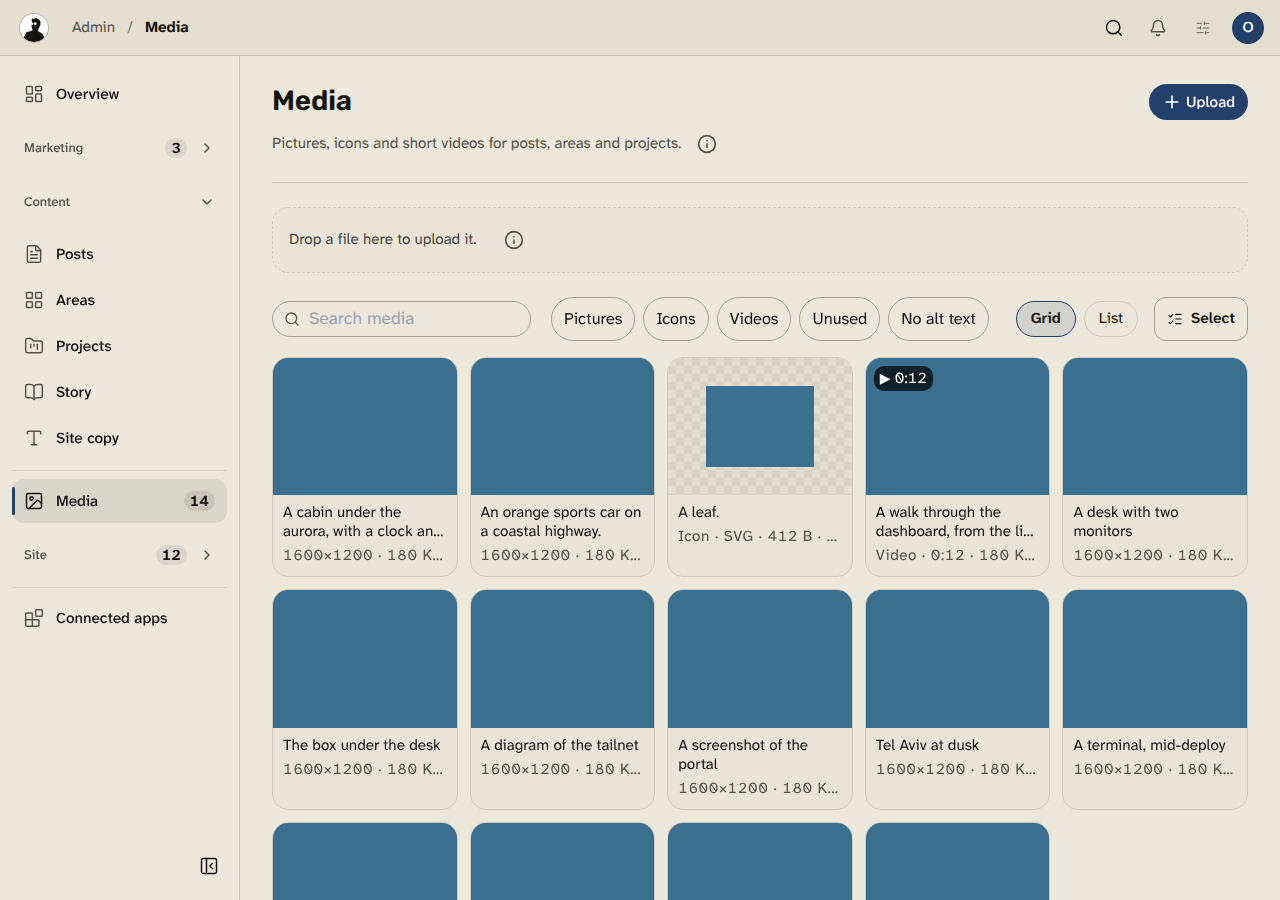 Admin / Media
O
Overview
Marketing 3
Content
Posts
Areas
Projects
Story
Site copy
Media 14
Site 12
Connected apps
Media
Upload
Pictures, icons and short videos for posts, areas and projects.
Drop a file here to upload it.
Search media
Pictures
Icons
Videos
Unused
No alt text
Grid
List
Select
A cabin under the
aurora, with a clock an…
1600×1200 · 180 K…
An orange sports car on
a coastal highway.
1600×1200 · 180 K…
A leaf.
Icon · SVG · 412 B · …
0:12
A walk through the
dashboard, from the li…
Video · 0:12 · 180 K…
A desk with two
monitors
1600×1200 · 180 K…
The box under the desk
1600×1200 · 180 K…
A diagram of the tailnet
1600×1200 · 180 K…
A screenshot of the
portal
1600×1200 · 180 K…
Tel Aviv at dusk
1600×1200 · 180 K…
A terminal, mid-deploy
1600×1200 · 180 K…